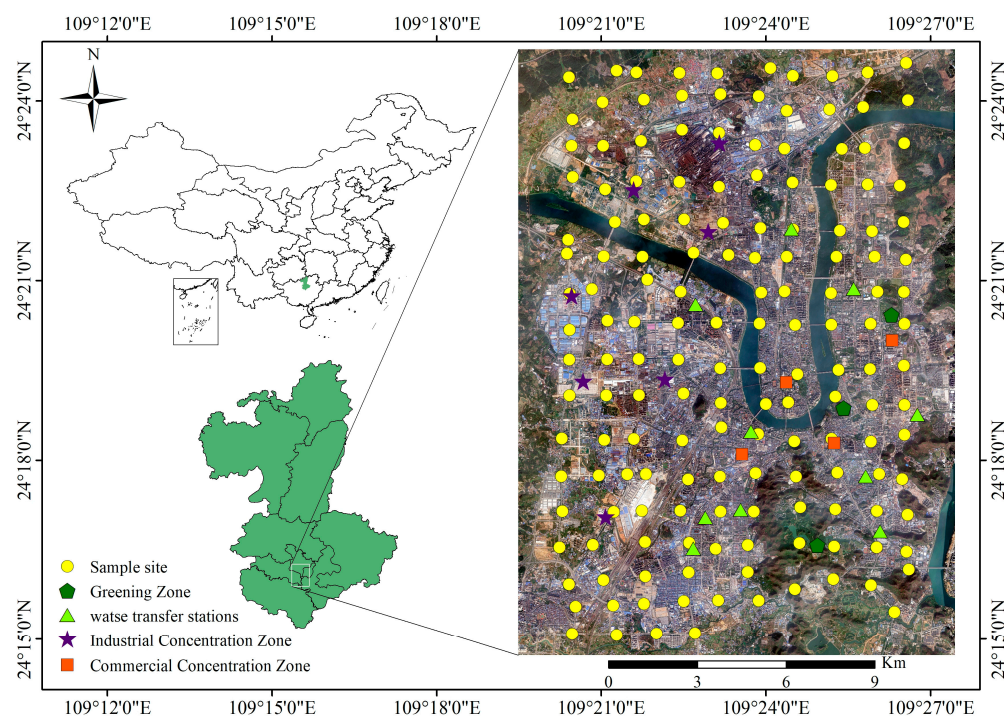 109°12'0"E 109°15'0"E 109°18'0"E 109°21'0"E 109°24'0"E 109°27'0"E
N
24°24'0"N 24°24'0"N
24°21'0"N 24°21'0"N
24°18'0"N 24°18'0"N
24°15'0"N 24°15'0"N
Sample site
Greening Zone
watse transfer stations
Industrial Concentration Zone
Commercial Concentration Zone
Km
0 3 6 9
109°12'0"E 109°15'0"E 109°18'0"E 109°21'0"E 109°24'0"E 109°27'0"E